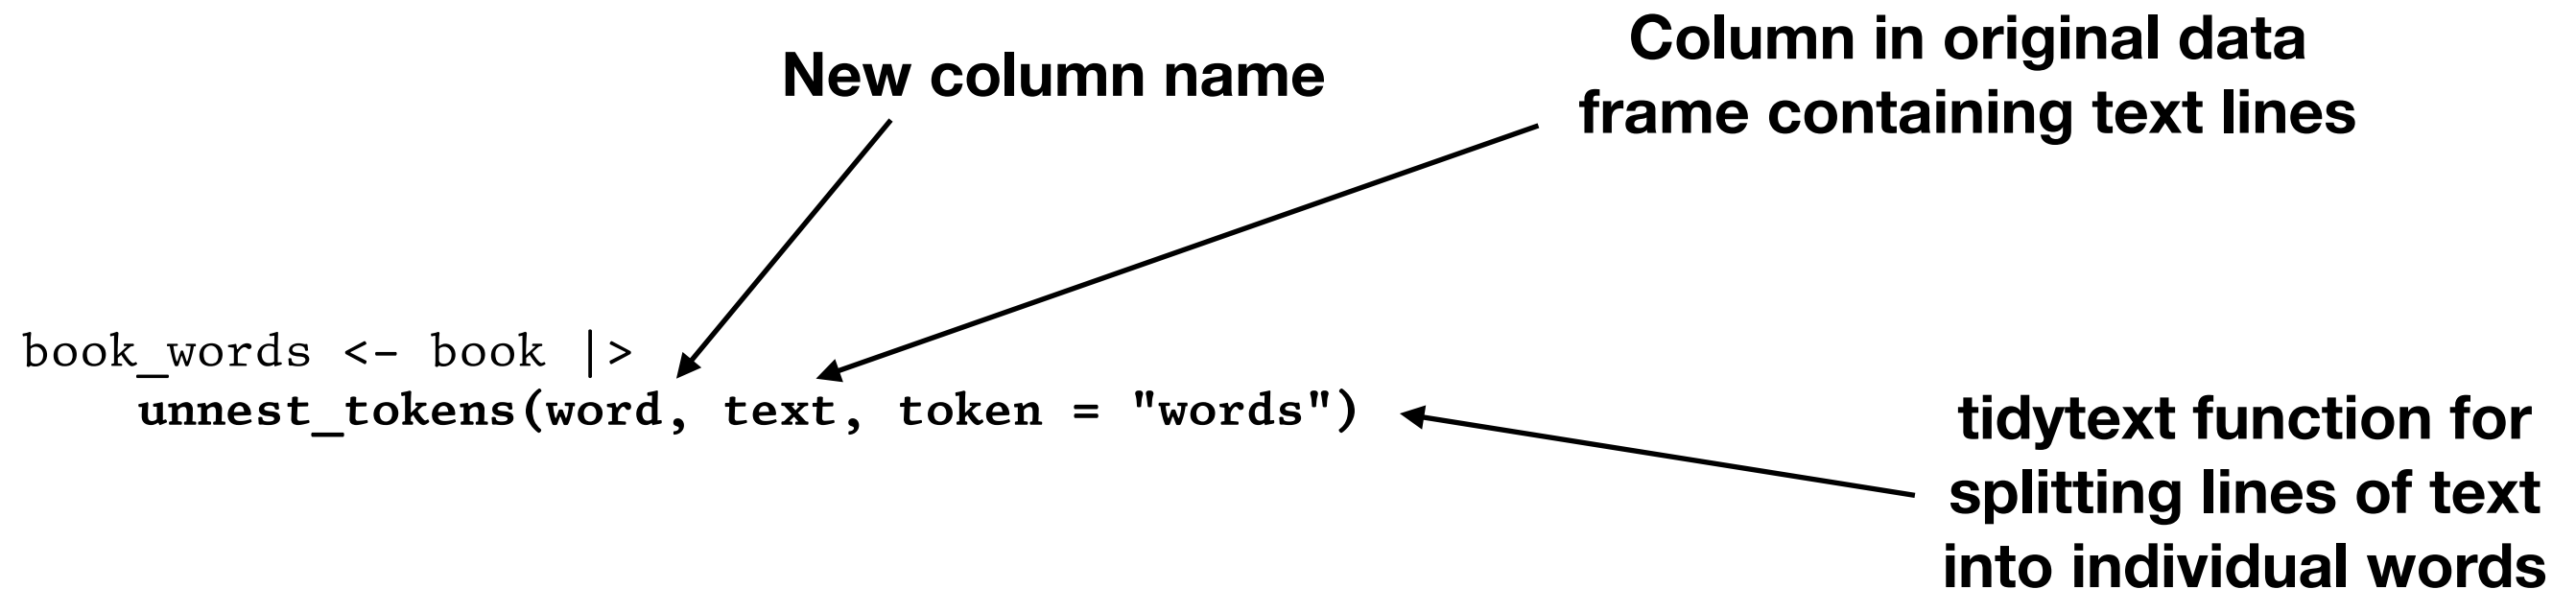 New column name
Column in original data
frame containing text lines
book_words <- book |>
    unnest_tokens(word, text, token = "words")
tidytext function for
splitting lines of text
into individual words